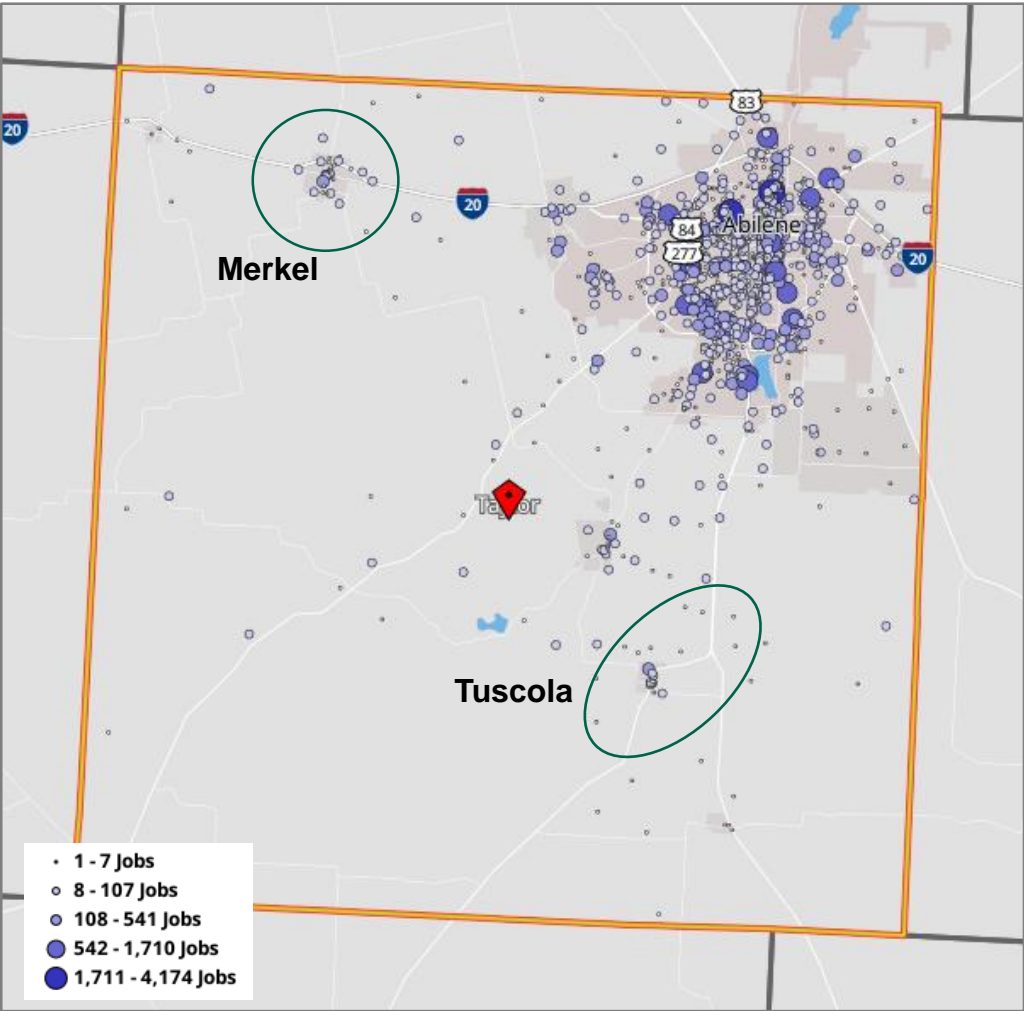 83
20
20
84
Abilene
277
20
Merkel
Taylor
Tuscola
1 - 7 Jobs
8 - 107 Jobs
108 - 541 Jobs
542 - 1,710 Jobs
1,711 - 4,174 Jobs